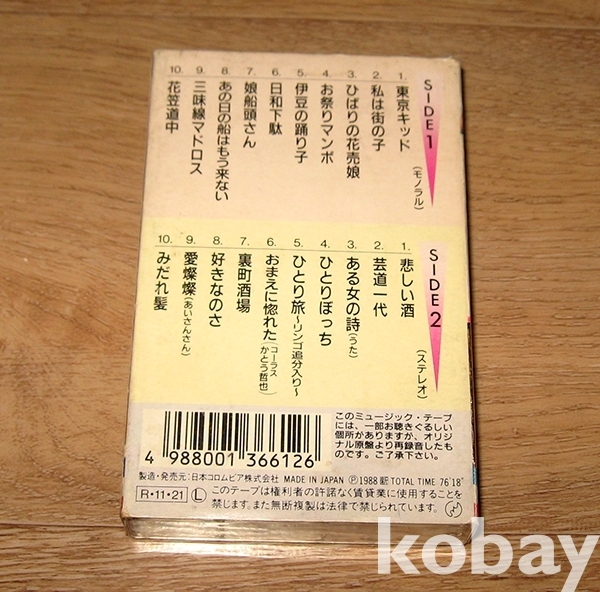 SIDE 1
(モノラル)
1. 東京キッド
2. 私は街の子
3. ひばりの花売娘
4. お祭りマンボ
5. 伊豆の踊り子
6. 日和下駄
7. 娘船頭さん
8. あの日の船はもう来ない
9. 三味線マドロス
10. 花笠道中
SIDE 2
(ステレオ)
1. 悲しい酒
2. 芸道一代
3. ある女の詩(うた)
4. ひとりぼっち
5. ひとり旅〜リンゴ追分入り〜
6. おまえに惚れた(コーラス かとう哲也)
7. 裏町酒場
8. 好きなのさ
9. 愛燦燦(あいさんさん)
10. みだれ髪
このミュージック・テープ
には、一部お聴きぐるしい
個所がありますが、オリジ
ナル原盤より再録音したも
のです。ご了承下さい。
4 988001 366126
製造・発売元:日本コロムビア株式会社 MADE IN JAPAN Ⓟ1988 TOTAL TIME 76'18"
R・11・21 Ⓛ
このテープは権利者の許諾なく賃貸業に使用することを
禁じます。また無断複製は法律で禁じられています。
kobay